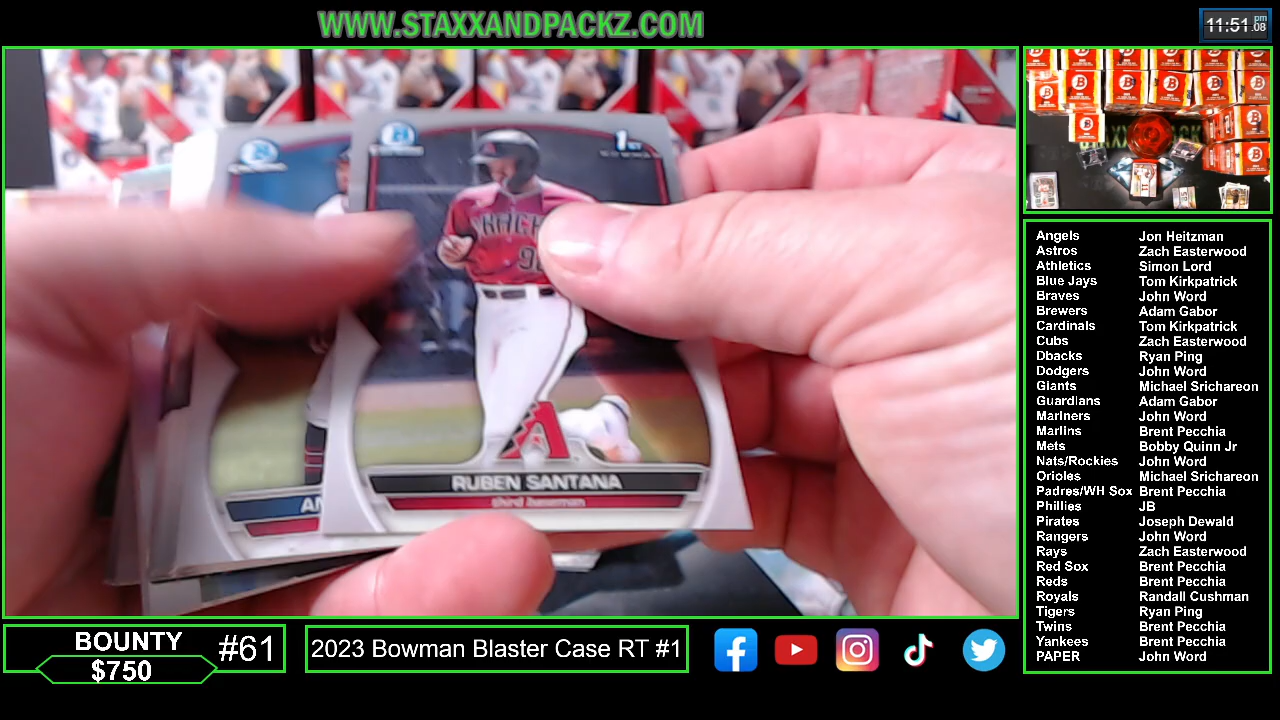 WWW.STAXXANDPACKZ.COM
11:51 pm .08
1ST
RUBEN SANTANA
third baseman
AN
Angels Jon Heitzman
Astros Zach Easterwood
Athletics Simon Lord
Blue Jays Tom Kirkpatrick
Braves John Word
Brewers Adam Gabor
Cardinals Tom Kirkpatrick
Cubs Zach Easterwood
Dbacks Ryan Ping
Dodgers John Word
Giants Michael Srichareon
Guardians Adam Gabor
Mariners John Word
Marlins Brent Pecchia
Mets Bobby Quinn Jr
Nats/Rockies John Word
Orioles Michael Srichareon
Padres/WH Sox Brent Pecchia
Phillies JB
Pirates Joseph Dewald
Rangers John Word
Rays Zach Easterwood
Red Sox Brent Pecchia
Reds Brent Pecchia
Royals Randall Cushman
Tigers Ryan Ping
Twins Brent Pecchia
Yankees Brent Pecchia
PAPER John Word
BOUNTY
$750
#61
2023 Bowman Blaster Case RT #1